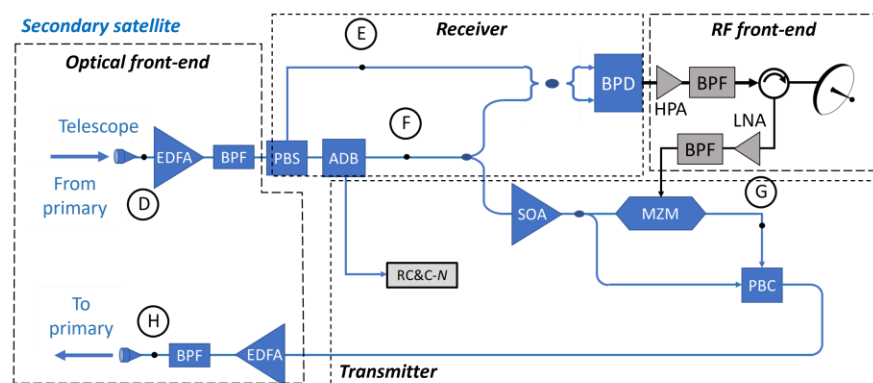 Secondary satellite
Optical front-end
Receiver
RF front-end
E
BPD
HPA
BPF
LNA
BPF
Telescope
EDFA
BPF
PBS
ADB
F
From
primary
D
G
SOA
MZM
RC&C-N
PBC
To
primary
H
BPF
EDFA
Transmitter